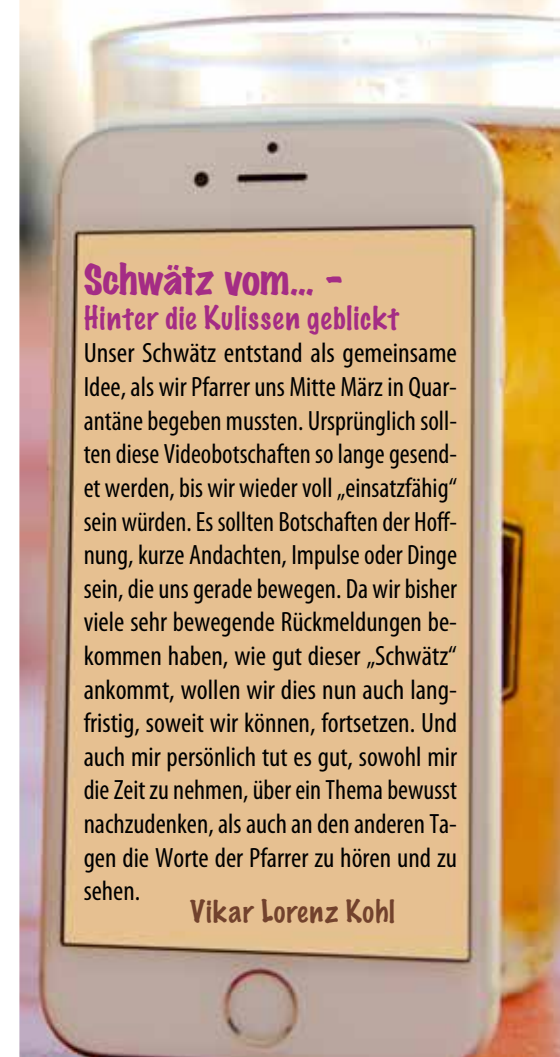 Schwätz vom... -
Hinter die Kulissen geblickt
Unser Schwätz entstand als gemeinsame
Idee, als wir Pfarrer uns Mitte März in Quar-
antäne begeben mussten. Ursprünglich soll-
ten diese Videobotschaften so lange gesend-
et werden, bis wir wieder voll „einsatzfähig“
sein würden. Es sollten Botschaften der Hoff-
nung, kurze Andachten, Impulse oder Dinge
sein, die uns gerade bewegen. Da wir bisher
viele sehr bewegende Rückmeldungen be-
kommen haben, wie gut dieser „Schwätz“
ankommt, wollen wir dies nun auch lang-
fristig, soweit wir können, fortsetzen. Und
auch mir persönlich tut es gut, sowohl mir
die Zeit zu nehmen, über ein Thema bewusst
nachzudenken, als auch an den anderen Ta-
gen die Worte der Pfarrer zu hören und zu
sehen.
Vikar Lorenz Kohl